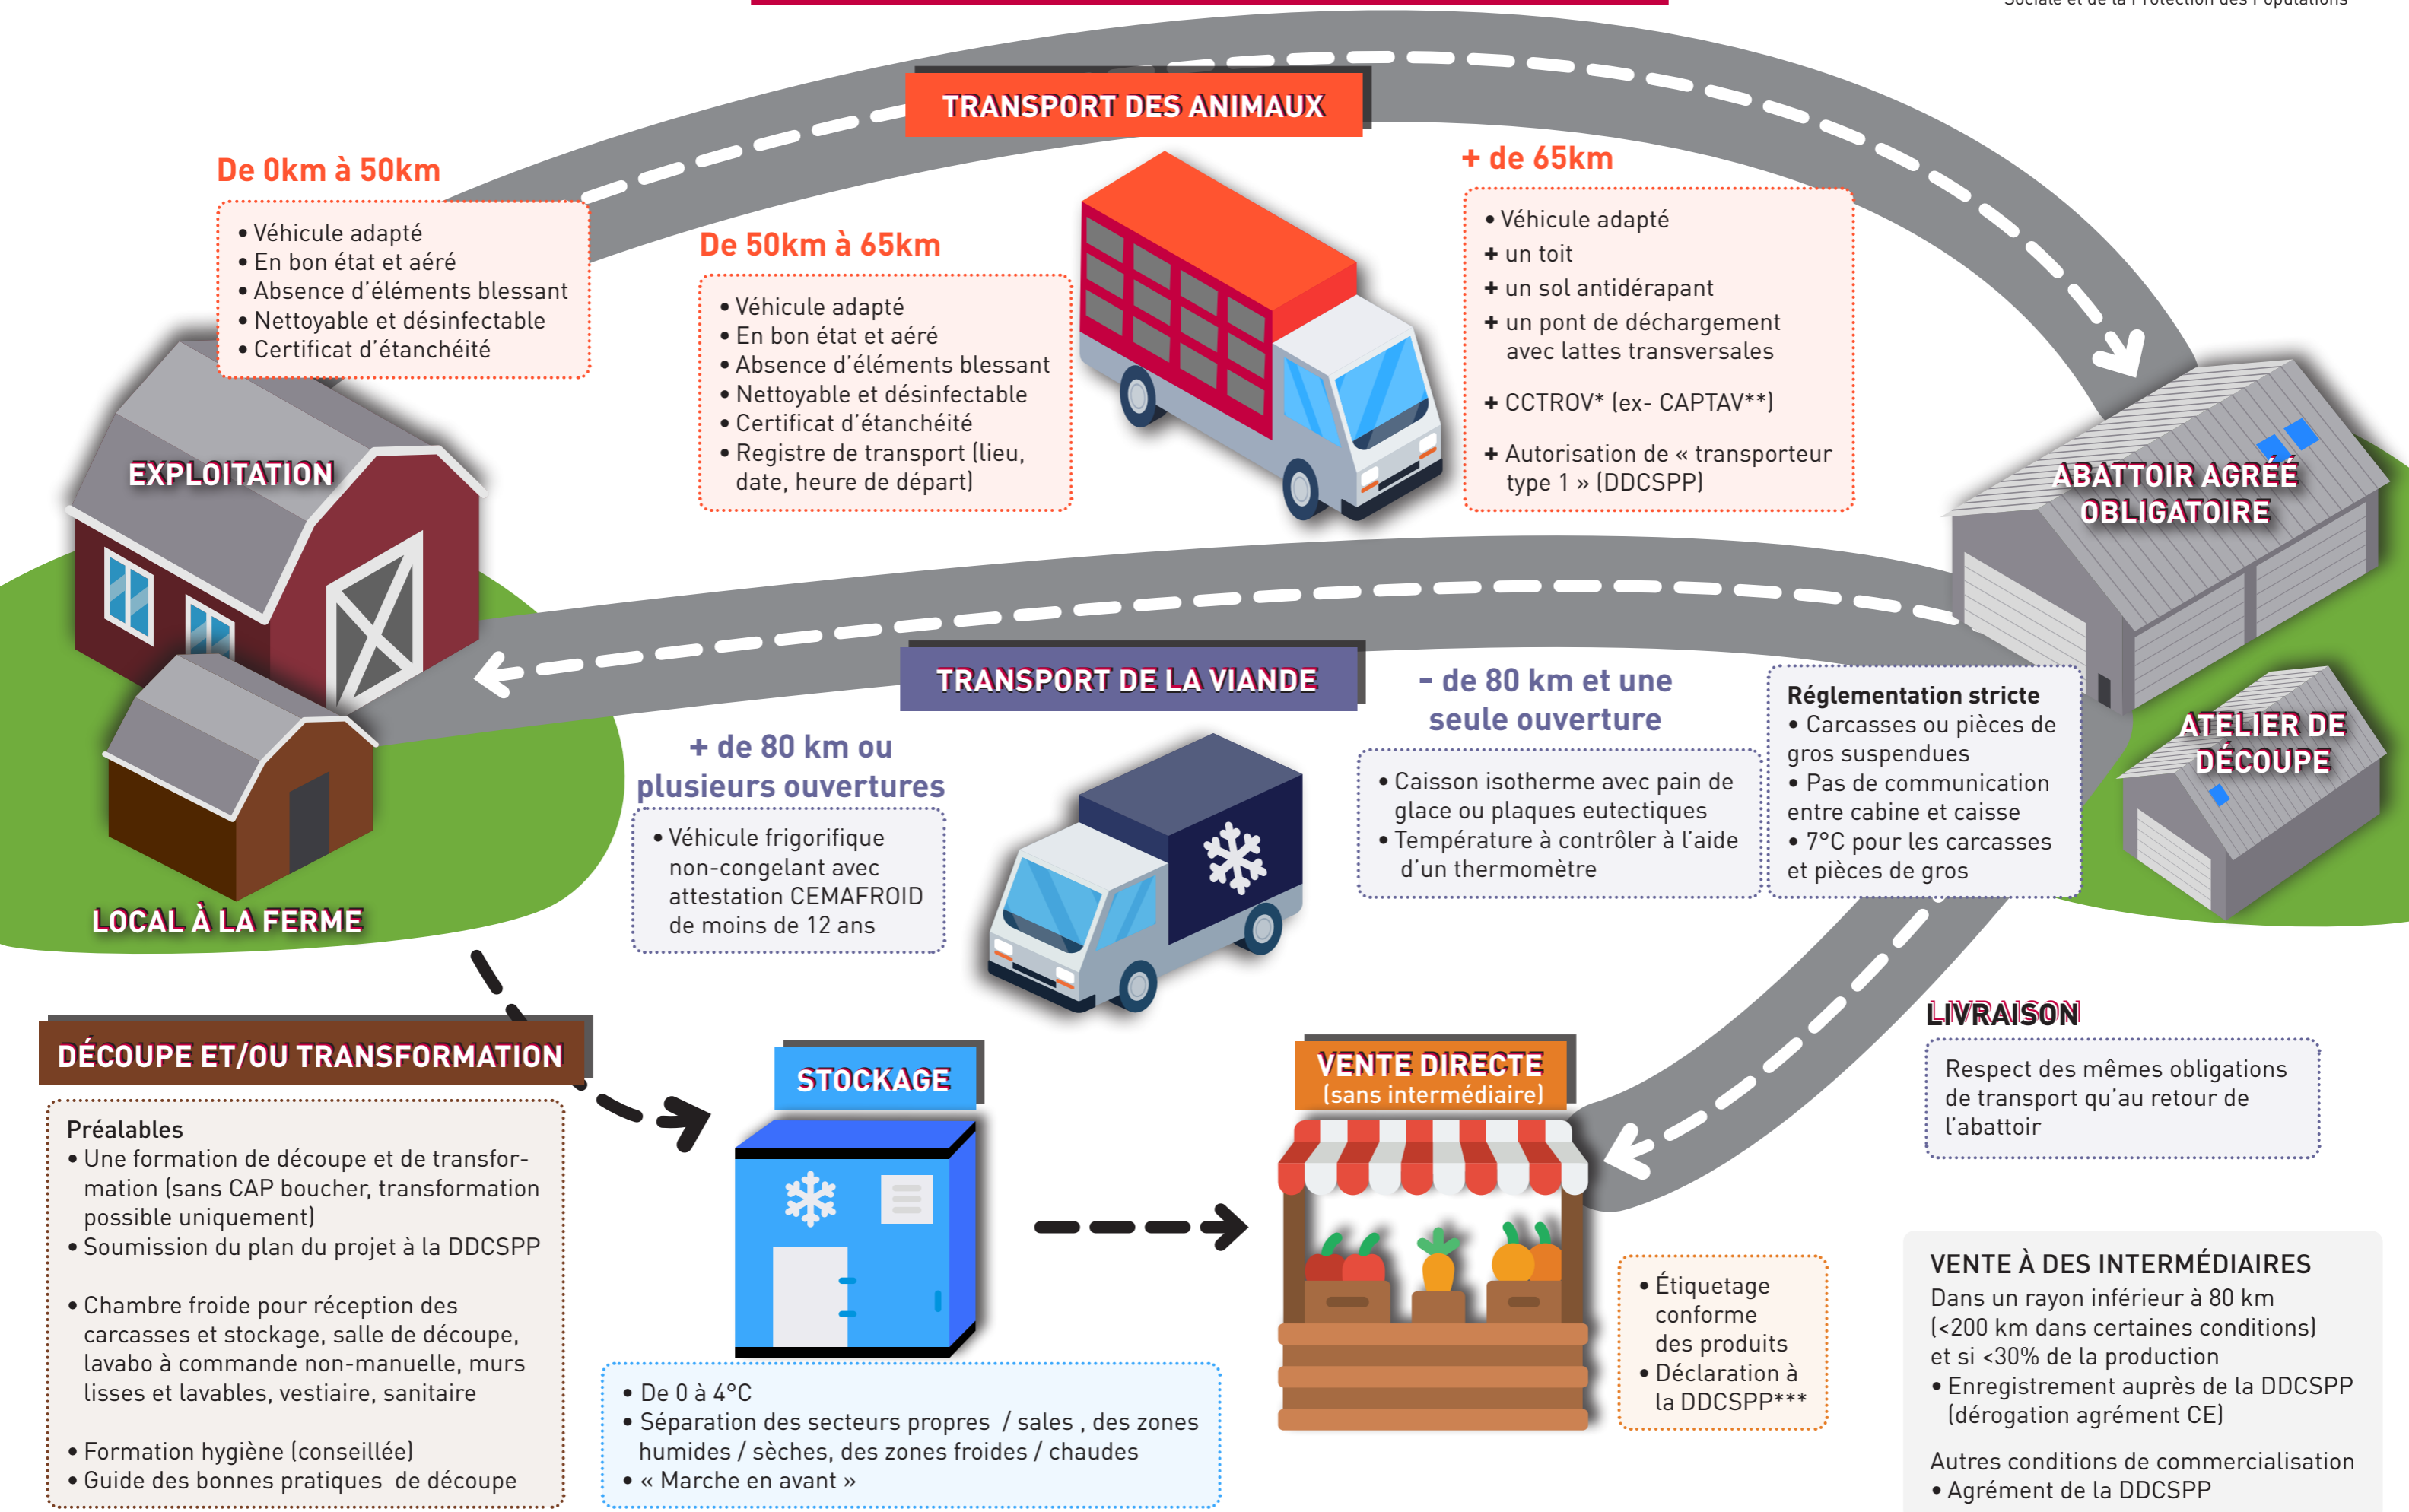 Sociale et de la Protection des Populations
TRANSPORT DES ANIMAUX
De 0km à 50km
• Véhicule adapté
• En bon état et aéré
• Absence d'éléments blessant
• Nettoyable et désinfectable
• Certificat d'étanchéité
De 50km à 65km
• Véhicule adapté
• En bon état et aéré
• Absence d'éléments blessant
• Nettoyable et désinfectable
• Certificat d'étanchéité
• Registre de transport (lieu,
date, heure de départ)
+ de 65km
• Véhicule adapté
+ un toit
+ un sol antidérapant
+ un pont de déchargement
avec lattes transversales
+ CCTROV* (ex- CAPTAV**)
+ Autorisation de « transporteur
type 1 » (DDCSPP)
EXPLOITATION
ABATTOIR AGRÉÉ
OBLIGATOIRE
TRANSPORT DE LA VIANDE
+ de 80 km ou
plusieurs ouvertures
• Véhicule frigorifique
non-congelant avec
attestation CEMAFROID
de moins de 12 ans
- de 80 km et une
seule ouverture
• Caisson isotherme avec pain de
glace ou plaques eutectiques
• Température à contrôler à l'aide
d'un thermomètre
Réglementation stricte
• Carcasses ou pièces de
gros suspendues
• Pas de communication
entre cabine et caisse
• 7°C pour les carcasses
et pièces de gros
ATELIER DE
DÉCOUPE
LOCAL À LA FERME
DÉCOUPE ET/OU TRANSFORMATION
Préalables
• Une formation de découpe et de transfor-
mation (sans CAP boucher, transformation
possible uniquement)
• Soumission du plan du projet à la DDCSPP
• Chambre froide pour réception des
carcasses et stockage, salle de découpe,
lavabo à commande non-manuelle, murs
lisses et lavables, vestiaire, sanitaire
• Formation hygiène (conseillée)
• Guide des bonnes pratiques de découpe
STOCKAGE
• De 0 à 4°C
• Séparation des secteurs propres / sales , des zones
humides / sèches, des zones froides / chaudes
• « Marche en avant »
VENTE DIRECTE
(sans intermédiaire)
• Étiquetage
conforme
des produits
• Déclaration à
la DDCSPP***
LIVRAISON
Respect des mêmes obligations
de transport qu'au retour de
l'abattoir
VENTE À DES INTERMÉDIAIRES
Dans un rayon inférieur à 80 km
(<200 km dans certaines conditions)
et si <30% de la production
• Enregistrement auprès de la DDCSPP
(dérogation agrément CE)
Autres conditions de commercialisation
• Agrément de la DDCSPP